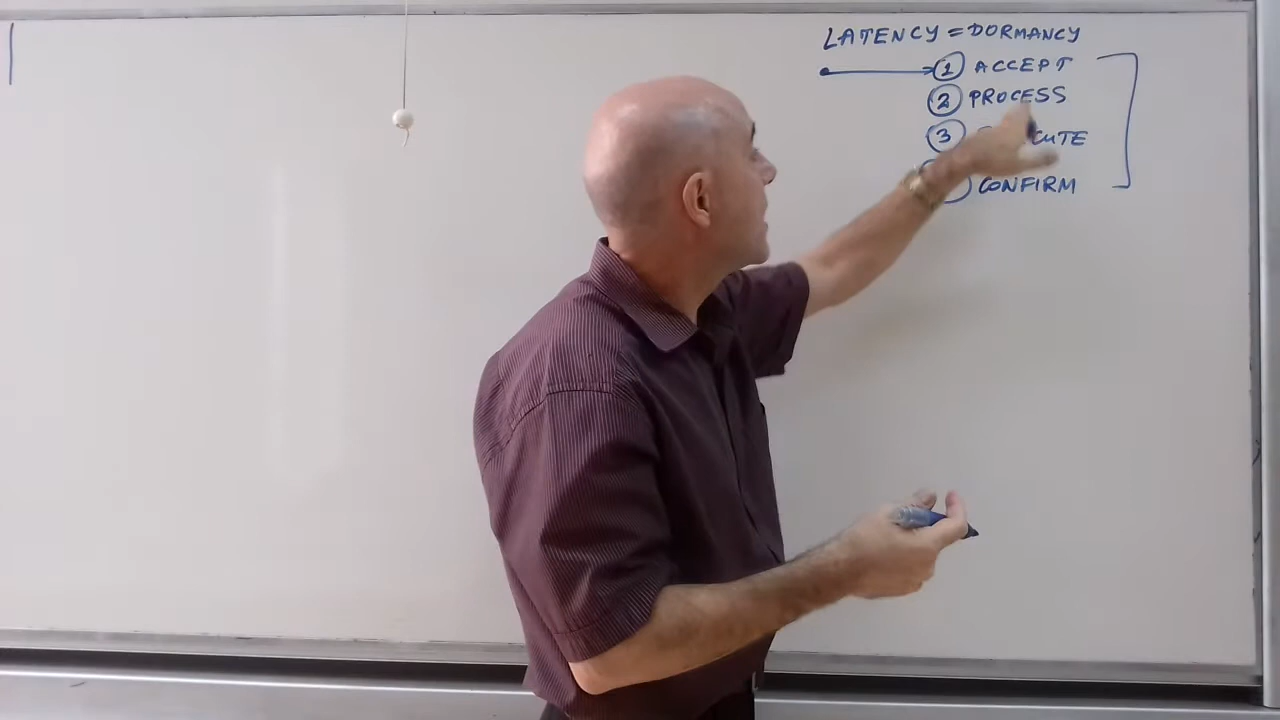 LATENCY = DORMANCY
1 ACCEPT
2 PROCESS
3
CONFIRM